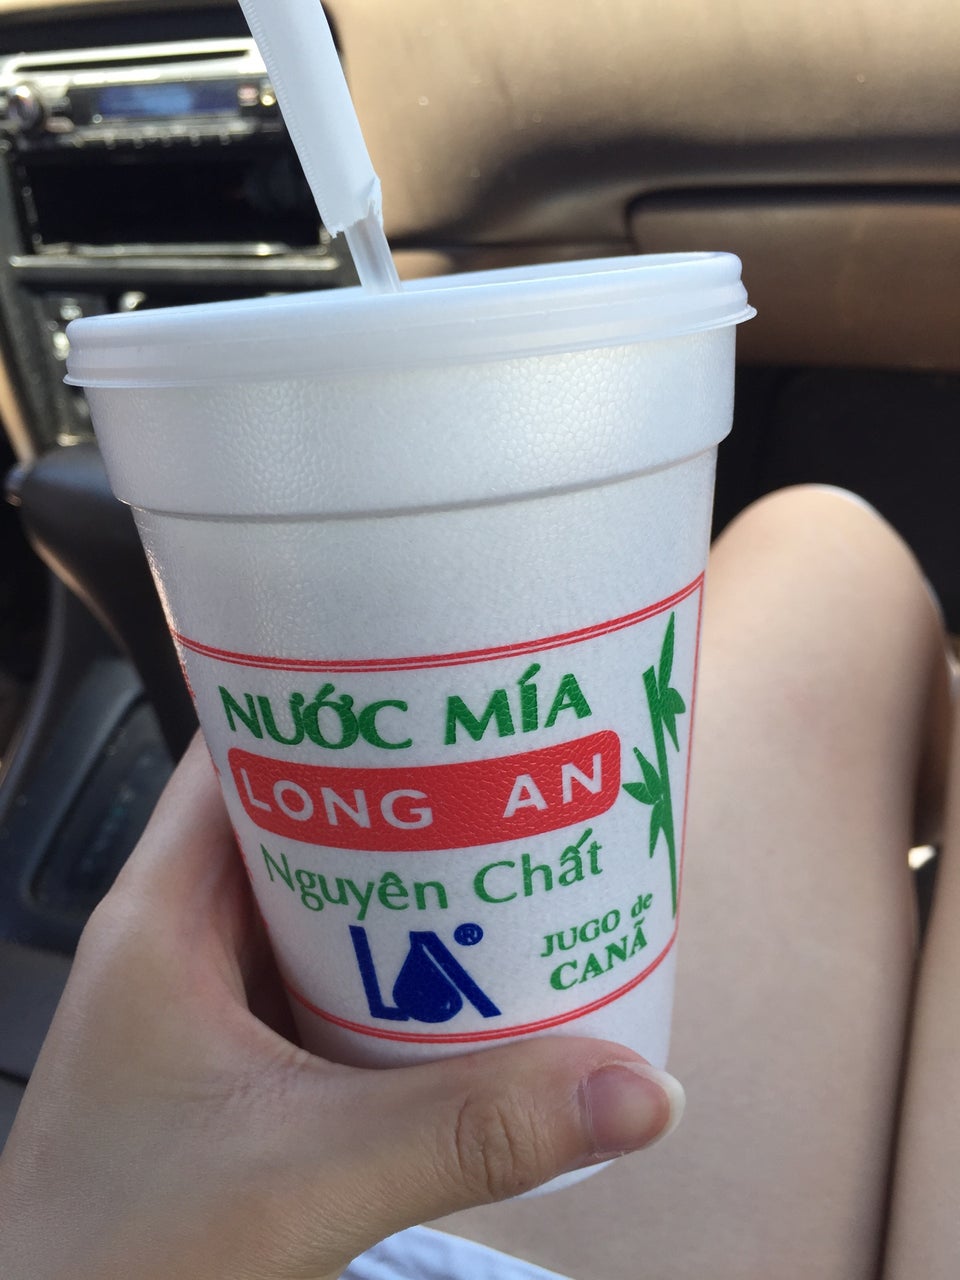 NƯỚC MÍA
LONG AN
Nguyên Chất
LA®
JUGO de
CANÃ